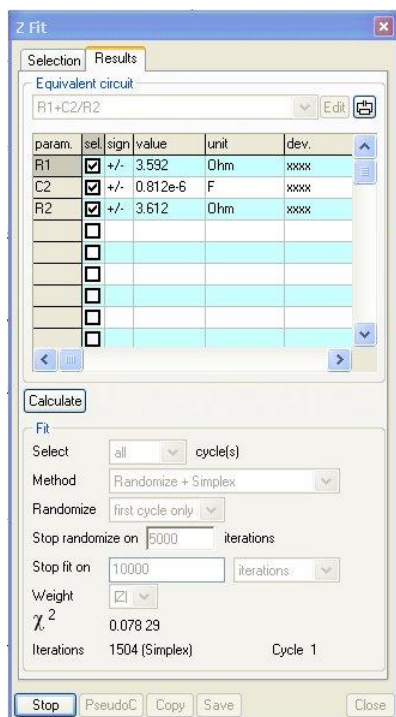 Z Fit
Selection Results
Equivalent circuit
R1+C2/R2 Edit
param. sel. sign value unit dev.
R1 +/- 3.592 Ohm xxxx
C2 +/- 0.812e-6 F xxxx
R2 +/- 3.612 Ohm xxxx
Calculate
Fit
Select all cycle(s)
Method Randomize + Simplex
Randomize first cycle only
Stop randomize on 5000 iterations
Stop fit on 10000 iterations
Weight |Z|
χ 2 0.078 29
Iterations 1504 (Simplex) Cycle 1
Stop PseudoC Copy Save Close